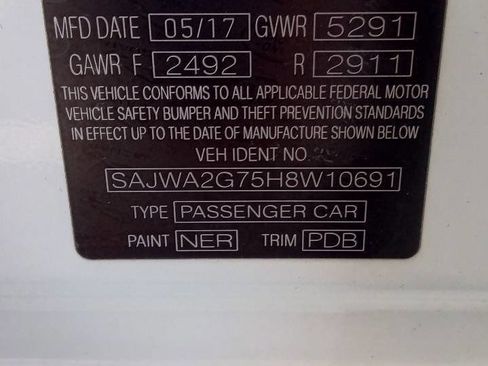 MFD DATE 05/17 GVWR 5291
GAWR F 2492 R 2911
THIS VEHICLE CONFORMS TO ALL APPLICABLE FEDERAL MOTOR
VEHICLE SAFETY BUMPER AND THEFT PREVENTION STANDARDS
IN EFFECT UP TO THE DATE OF MANUFACTURE SHOWN BELOW
VEH IDENT NO.
SAJWA2G75H8W10691
TYPE PASSENGER CAR
PAINT NER TRIM PDB